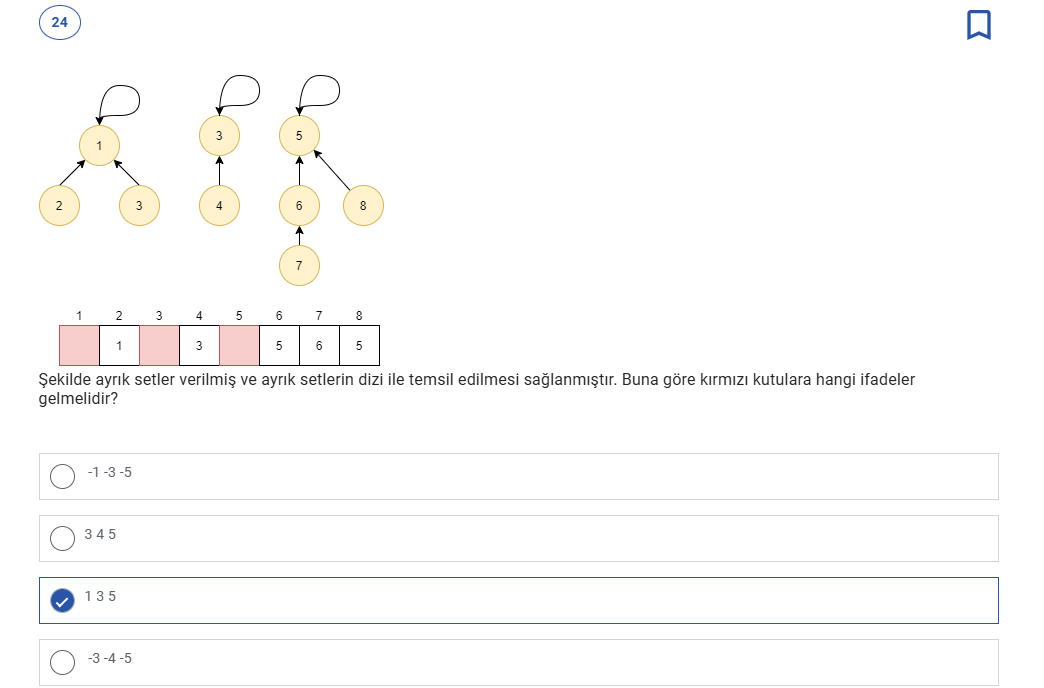 24
1
3
5
2
3
4
6
8
7
1 2 3 4 5 6 7 8
1 3 5 6 5
Şekilde ayrık setler verilmiş ve ayrık setlerin dizi ile temsil edilmesi sağlanmıştır. Buna göre kırmızı kutulara hangi ifadeler
gelmelidir?
-1 -3 -5
3 4 5
1 3 5
-3 -4 -5